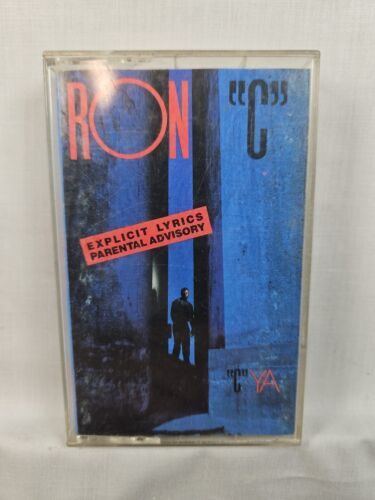 RON "C"
EXPLICIT LYRICS
PARENTAL ADVISORY
"C" YA